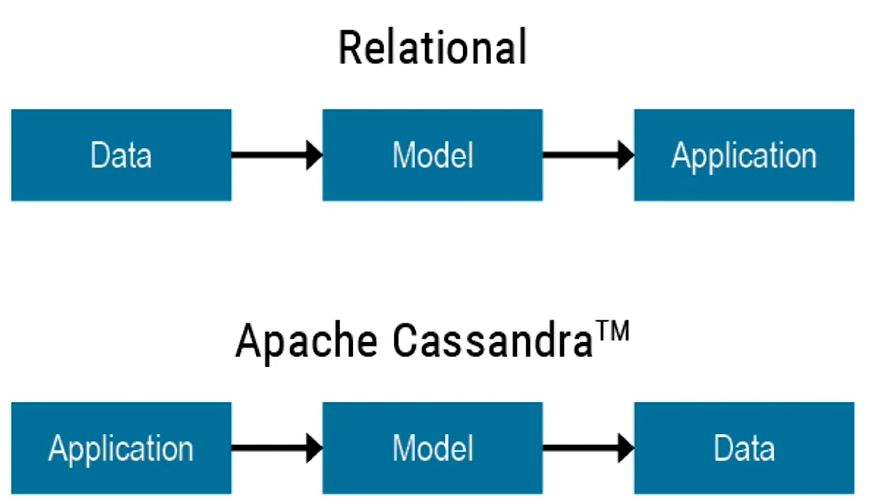 Relational
Data Model Application
Apache Cassandra™
Application Model Data